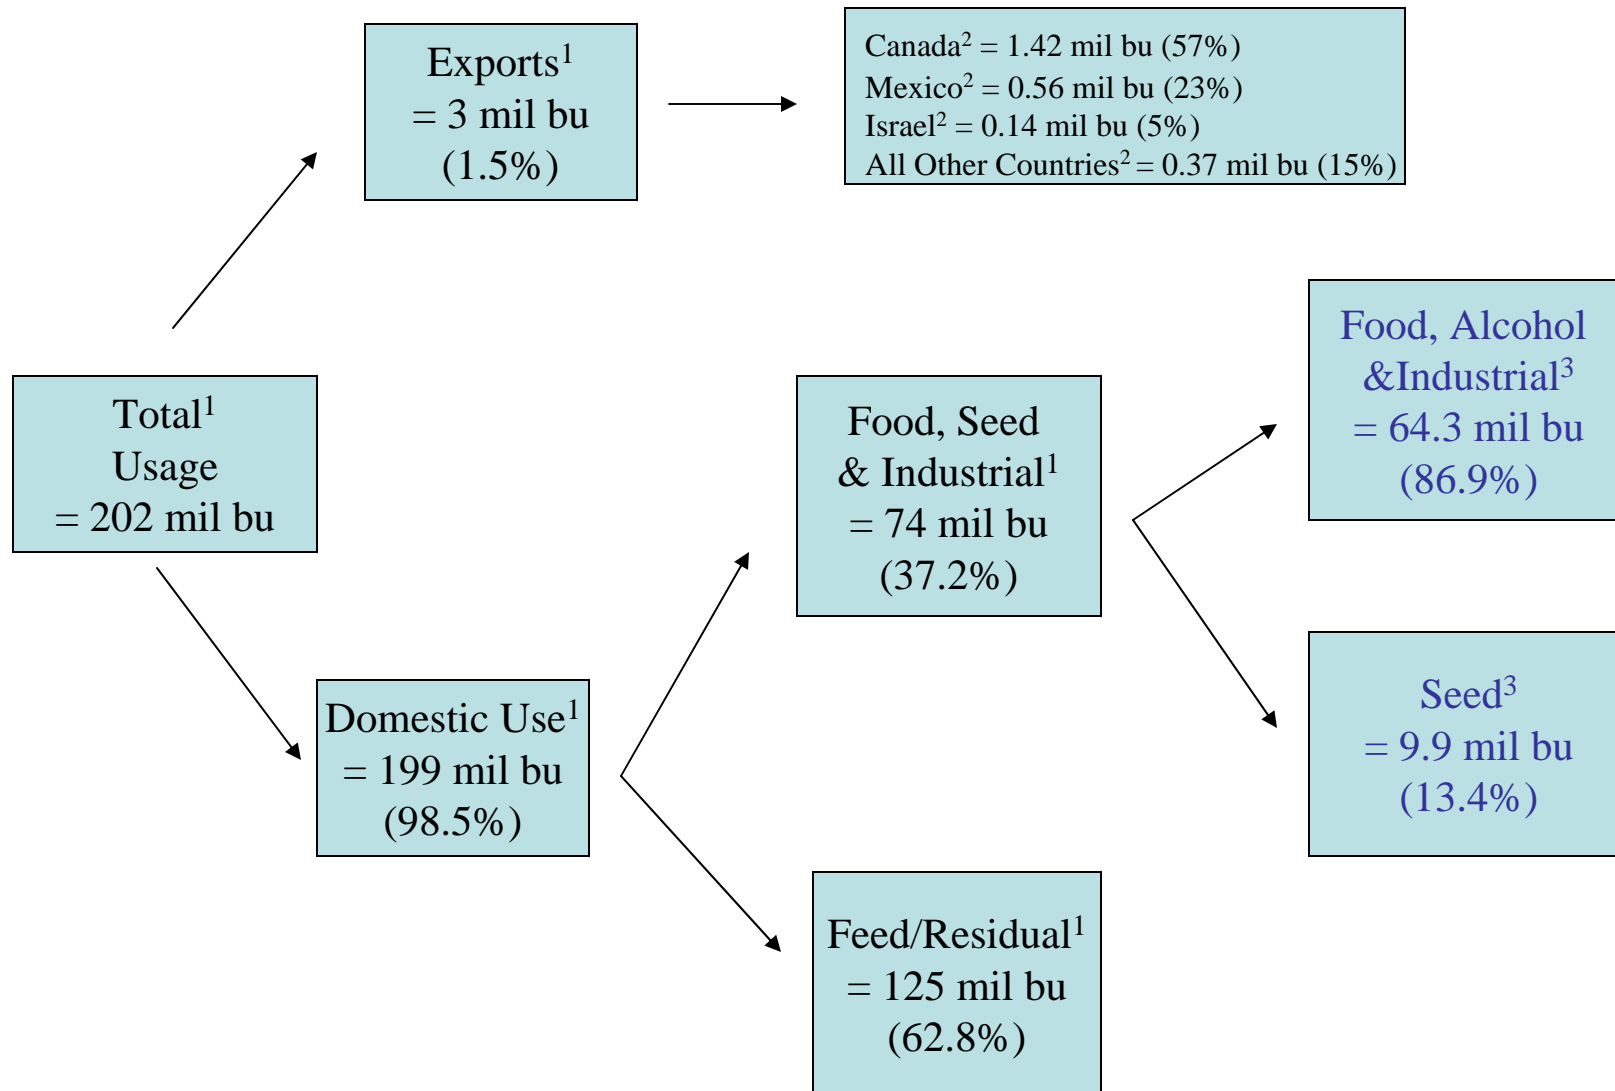 Exports¹
= 3 mil bu
(1.5%)
Canada² = 1.42 mil bu (57%)
Mexico² = 0.56 mil bu (23%)
Israel² = 0.14 mil bu (5%)
All Other Countries² = 0.37 mil bu (15%)
Total¹
Usage
= 202 mil bu
Domestic Use¹
= 199 mil bu
(98.5%)
Food, Seed
& Industrial¹
= 74 mil bu
(37.2%)
Feed/Residual¹
= 125 mil bu
(62.8%)
Food, Alcohol
&Industrial³
= 64.3 mil bu
(86.9%)
Seed³
= 9.9 mil bu
(13.4%)